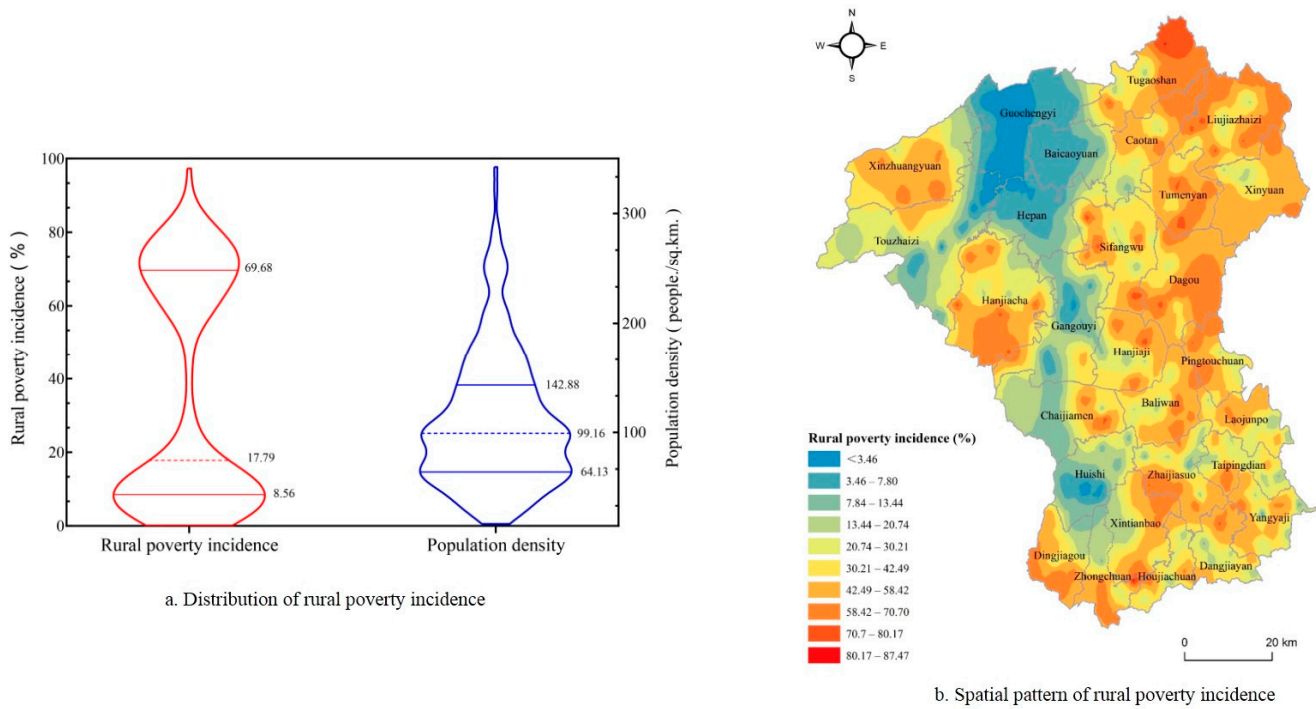 100
80
60
40
20
0
Rural poverty incidence ( % )
69.68
17.79
8.56
142.88
99.16
64.13
300
200
100
Population density ( people./sq.km. )
Rural poverty incidence
Population density
a. Distribution of rural poverty incidence
N
W
E
S
Tugaoshan
Guochengyi
Liujiazhaizi
Caotan
Baicaoyuan
Xinzhuangyuan
Xinyuan
Tumenyan
Hepan
Touzhaizi
Sifangwu
Dagou
Hanjiacha
Gangouyi
Hanjiaji
Pingtouchuan
Baliwan
Chaijiamen
Laojunpo
Taipingdian
Huishi
Zhaijiasuo
Yangyaji
Xintianbao
Dingjiagou
Dangjiayan
Zhongchuan
Houjiachuan
Rural poverty incidence (%)
<3.46
3.46 – 7.80
7.84 – 13.44
13.44 – 20.74
20.74 – 30.21
30.21 – 42.49
42.49 – 58.42
58.42 – 70.70
70.7 – 80.17
80.17 – 87.47
0 20 km
b. Spatial pattern of rural poverty incidence